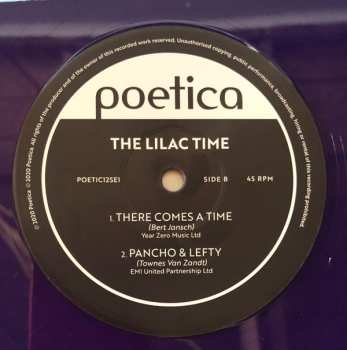 All rights of the producer and of the owner of this recorded work reserved. Unauthorised copying, public performance, broadcasting, hiring or rental of this recording prohibited.
℗ 2020 Poetica © 2020 Poetica.
poetica
THE LILAC TIME
POETIC12SE1 SIDE B 45 RPM
1. THERE COMES A TIME
(Bert Jansch)
Year Zero Music Ltd
2. PANCHO & LEFTY
(Townes Van Zandt)
EMI United Partnership Ltd